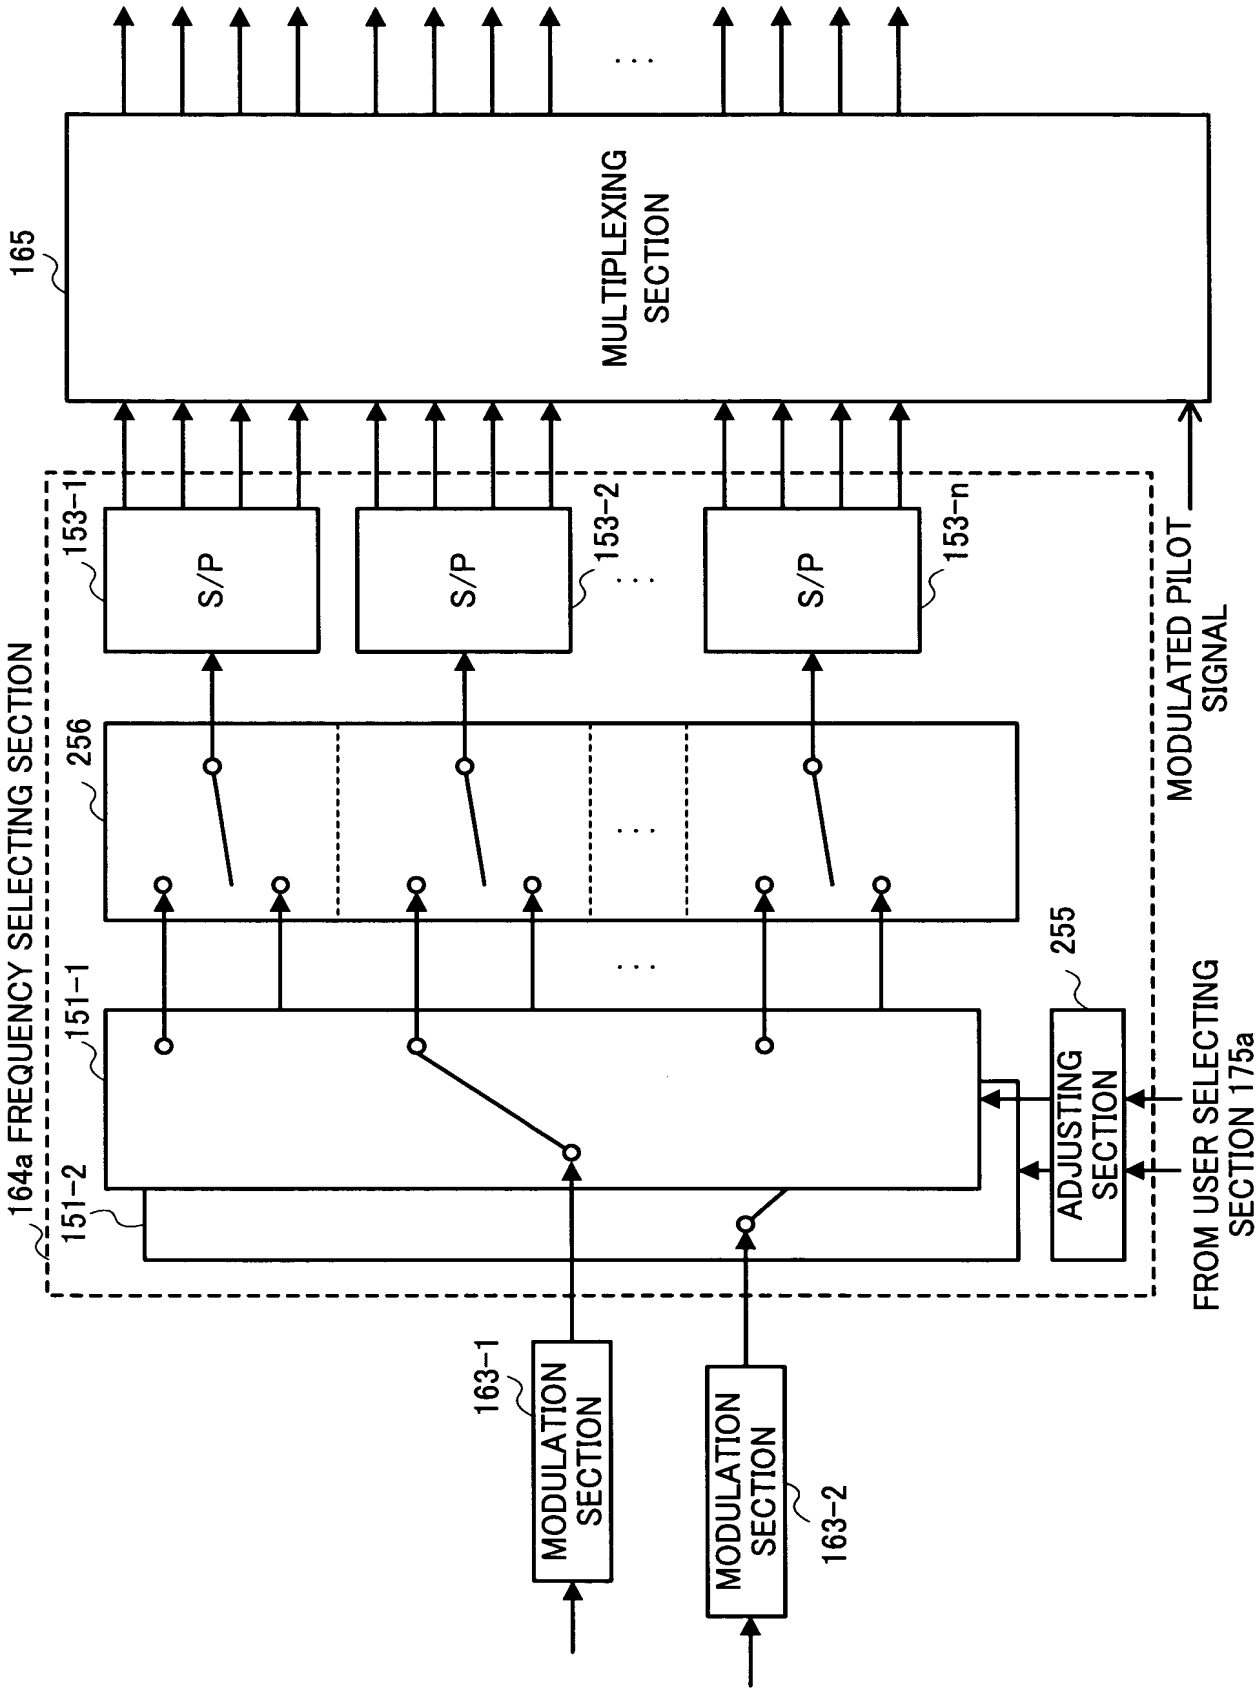 164a FREQUENCY SELECTING SECTION
165
151-2
151-1
256
153-1
S/P
MULTIPLEXING
SECTION
163-1
MODULATION
SECTION
S/P
153-2
...
...
...
...
MODULATION
SECTION
163-2
S/P
153-n
ADJUSTING
SECTION
255
FROM USER SELECTING
SECTION 175a
MODULATED PILOT
SIGNAL